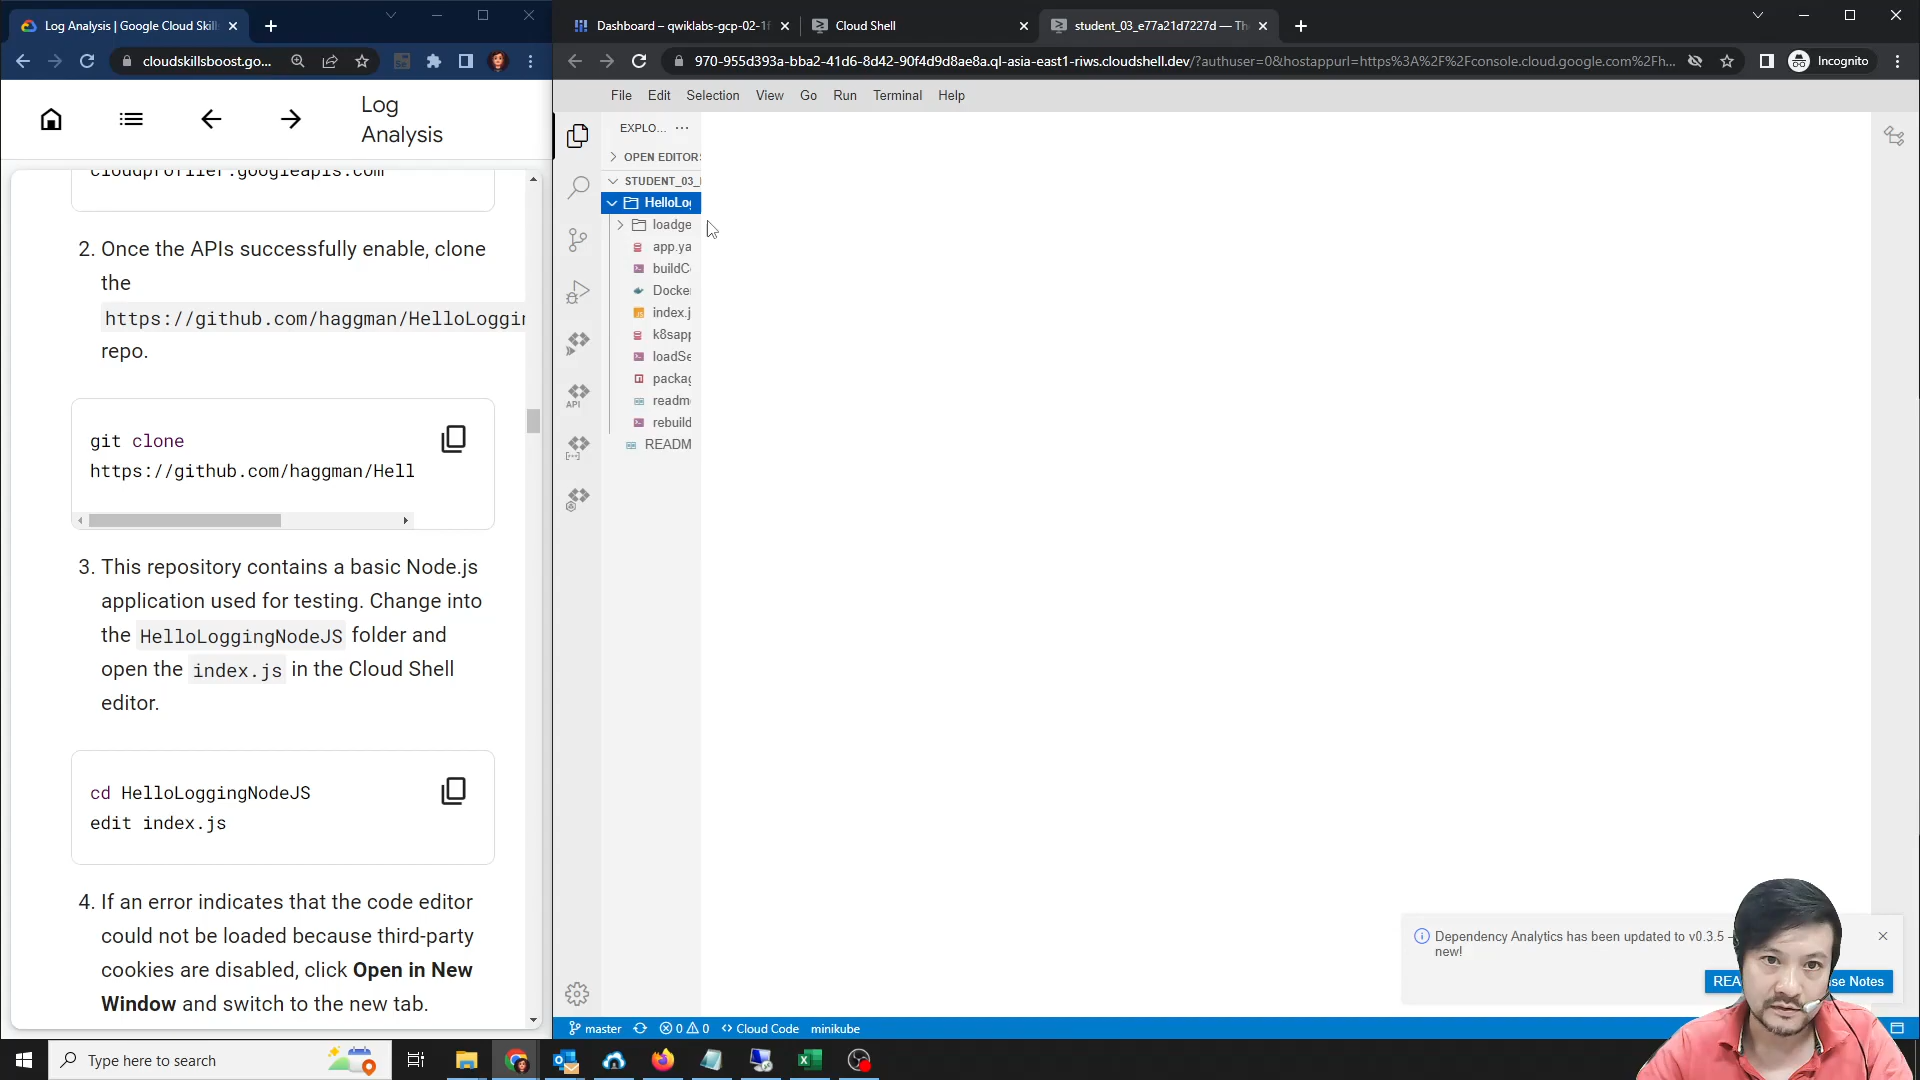 Log Analysis | Google Cloud Skill
cloudskillsboost.go...
Log
Analysis
cloudprofiler.googleapis.com
2. Once the APIs successfully enable, clone
the
https://github.com/haggman/HelloLoggin
repo.
git clone
https://github.com/haggman/Hell
3. This repository contains a basic Node.js
application used for testing. Change into
the HelloLoggingNodeJS folder and
open the index.js in the Cloud Shell
editor.
cd HelloLoggingNodeJS
edit index.js
4. If an error indicates that the code editor
could not be loaded because third-party
cookies are disabled, click Open in New
Window and switch to the new tab.
Dashboard – qwiklabs-gcp-02-1f
Cloud Shell
student_03_e77a21d7227d — Th
970-955d393a-bba2-41d6-8d42-90f4d9d8ae8a.ql-asia-east1-riws.cloudshell.dev/?authuser=0&hostappurl=https%3A%2F%2Fconsole.cloud.google.com%2Fh...
Incognito
File Edit Selection View Go Run Terminal Help
EXPLO...
OPEN EDITORS
STUDENT_03_
HelloLog
loadge
app.ya
buildCo
Docker
index.j
k8sapp
loadSe
packag
readme
rebuild
README
API
Dependency Analytics has been updated to v0.3.5 –
new!
REA
se Notes
master
0
0
Cloud Code
minikube
Type here to search